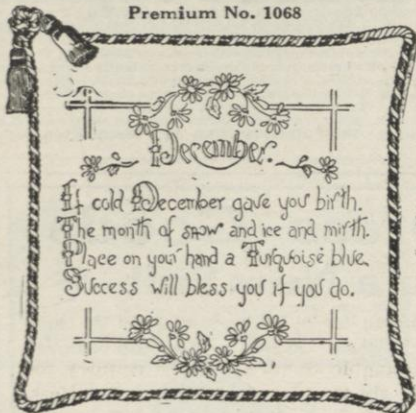 Premium No. 1068
December.
If cold December gave you birth.
The month of snow and ice and mirth.
Place on your hand a Turquoise blue
Success will bless you if you do.